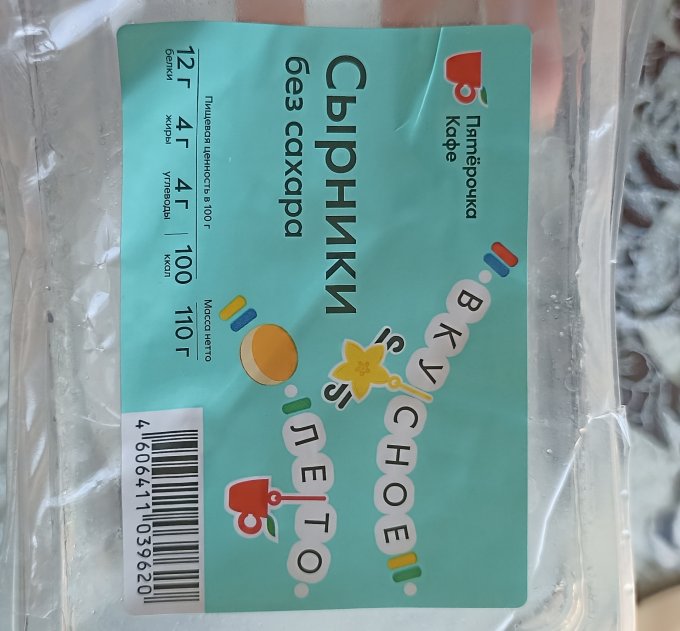 Пятёрочка
Кафе
Сырники
без сахара
ВКУСНОЕ
ЛЕТО
Пищевая ценность в 100 г
12 г
белки
4 г
жиры
4 г
углеводы
100
ккал
Масса нетто
110 г
4 606411 039620